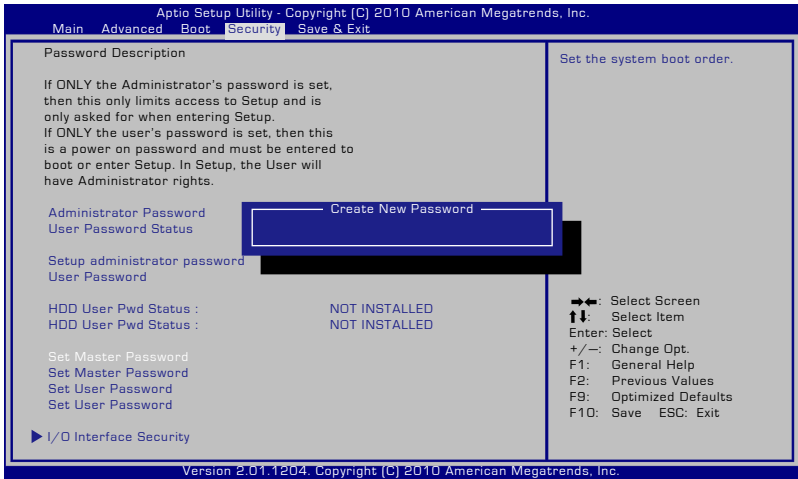 Aptio Setup Utility - Copyright (C) 2010 American Megatrends, Inc.
Main Advanced Boot Security Save & Exit
Password Description
If ONLY the Administrator's password is set,
then this only limits access to Setup and is
only asked for when entering Setup.
If ONLY the user's password is set, then this
is a power on password and must be entered to
boot or enter Setup. In Setup, the User will
have Administrator rights.
Administrator Password
User Password Status
Setup administrator password
User Password
HDD User Pwd Status : NOT INSTALLED
HDD User Pwd Status : NOT INSTALLED
Set Master Password
Set Master Password
Set User Password
Set User Password
I/O Interface Security
Create New Password
Set the system boot order.
→←: Select Screen
↑↓: Select Item
Enter: Select
+/—: Change Opt.
F1: General Help
F2: Previous Values
F9: Optimized Defaults
F10: Save ESC: Exit
Version 2.01.1204. Copyright (C) 2010 American Megatrends, Inc.